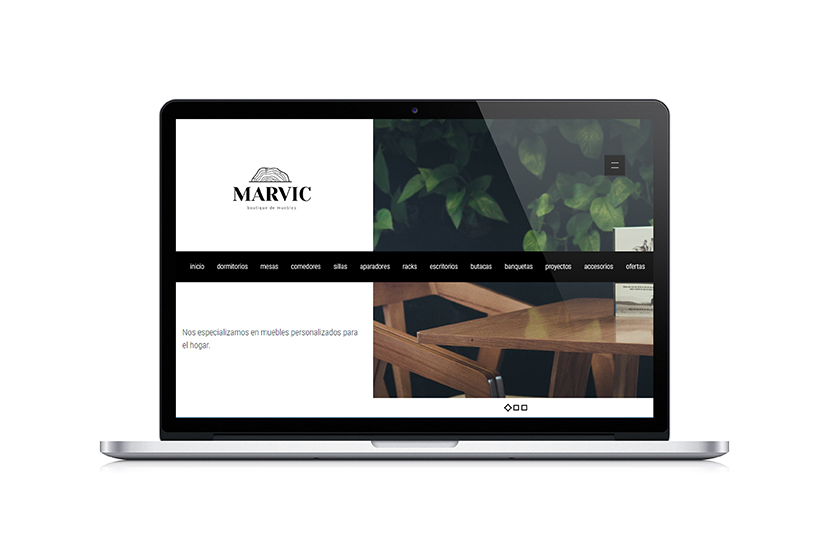 MARVIC
boutique de muebles
inicio dormitorios mesas comedores sillas aparadores racks escritorios butacas banquetas proyectos accesorios ofertas
Nos especializamos en muebles personalizados para
el hogar.